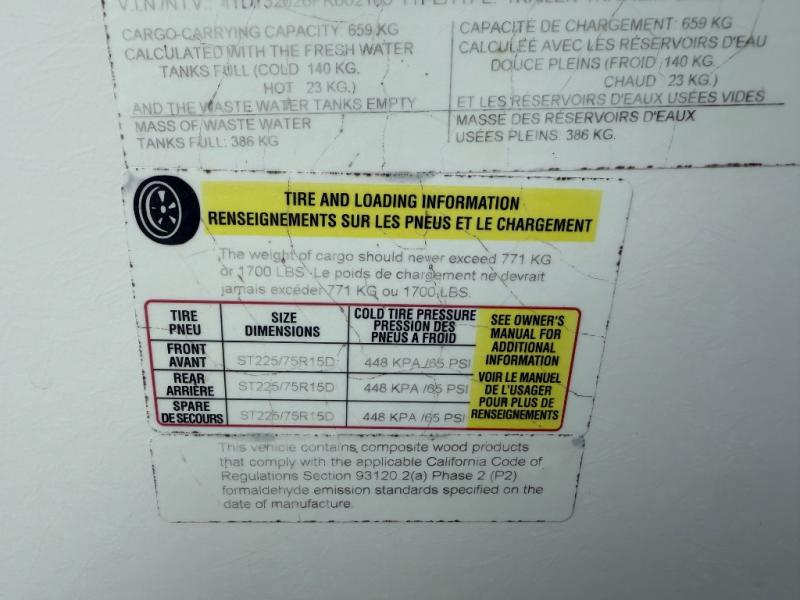 V.I.N./N.I.V.:
CARGO-CARRYING CAPACITY: 659 KG
CALCULATED WITH THE FRESH WATER
TANKS FULL (COLD 140 KG.
HOT 23 KG.)
AND THE WASTE WATER TANKS EMPTY
MASS OF WASTE WATER
TANKS FULL: 386 KG
CAPACITÉ DE CHARGEMENT: 659 KG
CALCULÉE AVEC LES RÉSERVOIRS D'EAU
DOUCE PLEINS (FROID 140 KG.
CHAUD 23 KG.)
ET LES RÉSERVOIRS D'EAUX USÉES VIDES
MASSE DES RÉSERVOIRS D'EAUX
USÉES PLEINS: 386 KG.
TIRE AND LOADING INFORMATION
RENSEIGNEMENTS SUR LES PNEUS ET LE CHARGEMENT
The weight of cargo should never exceed 771 KG
or 1700 LBS. Le poids de chargement ne devrait
jamais excéder 771 KG ou 1700 LBS.
TIRE
PNEU
SIZE
DIMENSIONS
COLD TIRE PRESSURE
PRESSION DES
PNEUS A FROID
FRONT
AVANT
ST225/75R15D
448 KPA /65 PSI
REAR
ARRIÈRE
ST225/75R15D
448 KPA /65 PSI
SPARE
DE SECOURS
ST225/75R15D
448 KPA /65 PSI
SEE OWNER'S
MANUAL FOR
ADDITIONAL
INFORMATION
VOIR LE MANUEL
DE L'USAGER
POUR PLUS DE
RENSEIGNEMENTS
This vehicle contains composite wood products
that comply with the applicable California Code of
Regulations Section 93120.2(a) Phase 2 (P2)
formaldehyde emission standards specified on the
date of manufacture.